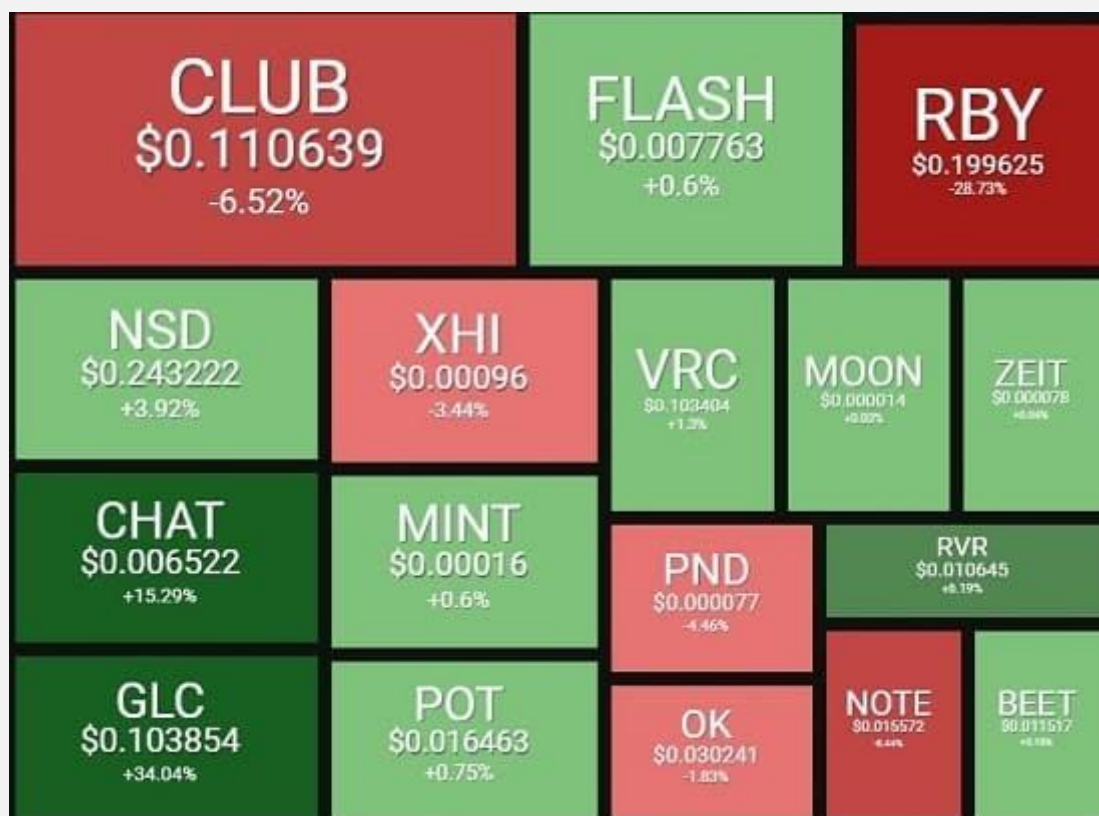 CLUB
$0.110639
-6.52%
FLASH
$0.007763
+0.6%
RBY
$0.199625
-28.73%
NSD
$0.243222
+3.92%
XHI
$0.00096
-3.44%
VRC
$0.103404
+1.3%
MOON
$0.000014
ZEIT
$0.000078
CHAT
$0.006522
+15.29%
MINT
$0.00016
+0.6%
PND
$0.000077
-4.46%
RVR
$0.010645
GLC
$0.103854
+34.04%
POT
$0.016463
+0.75%
OK
$0.030241
-1.83%
NOTE
$0.015572
BEET
$0.011517